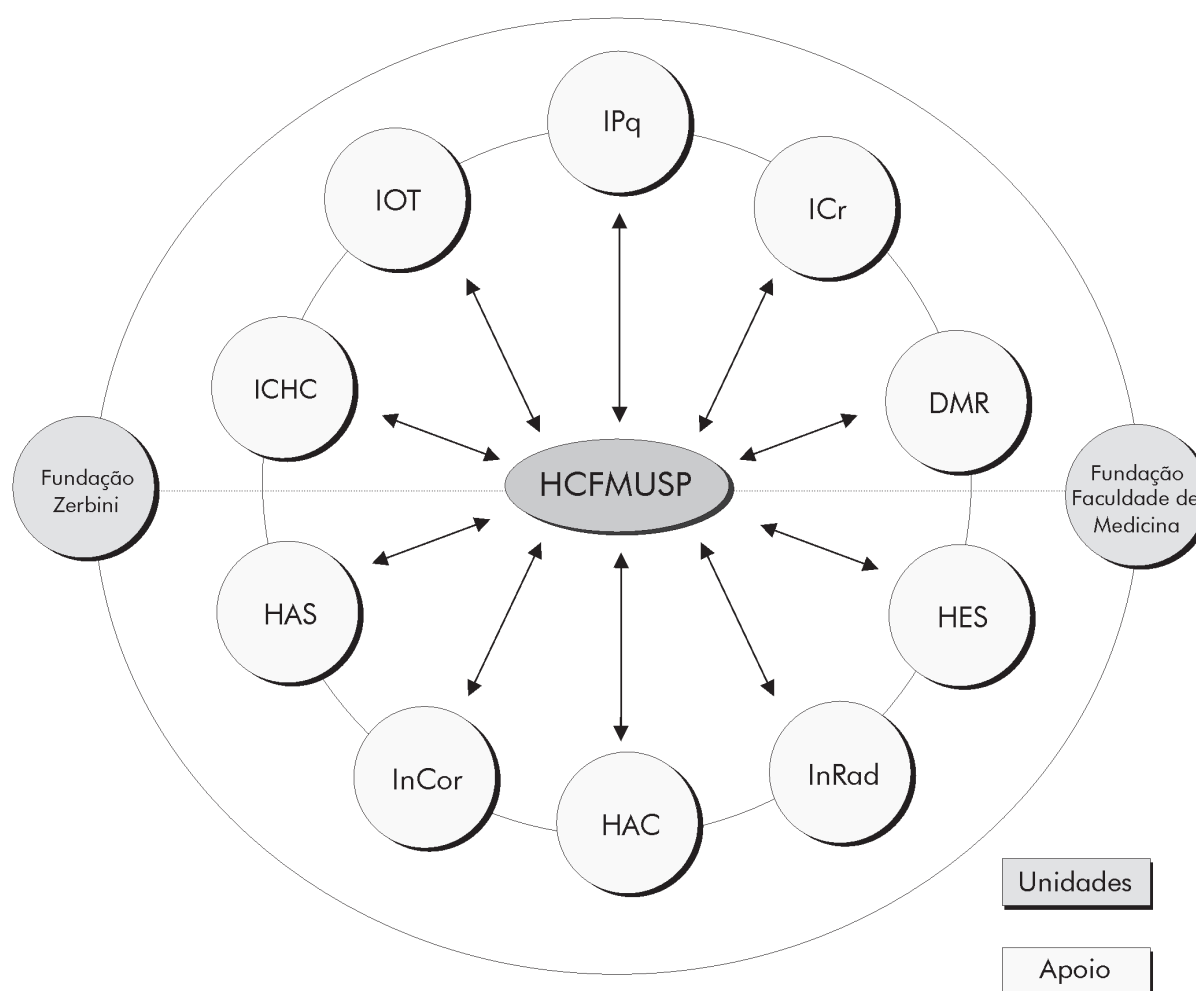 IPq
IOT
ICr
ICHC
DMR
Fundação
Zerbini
HCFMUSP
Fundação
Faculdade de
Medicina
HAS
HES
InCor
HAC
InRad
Unidades
Apoio